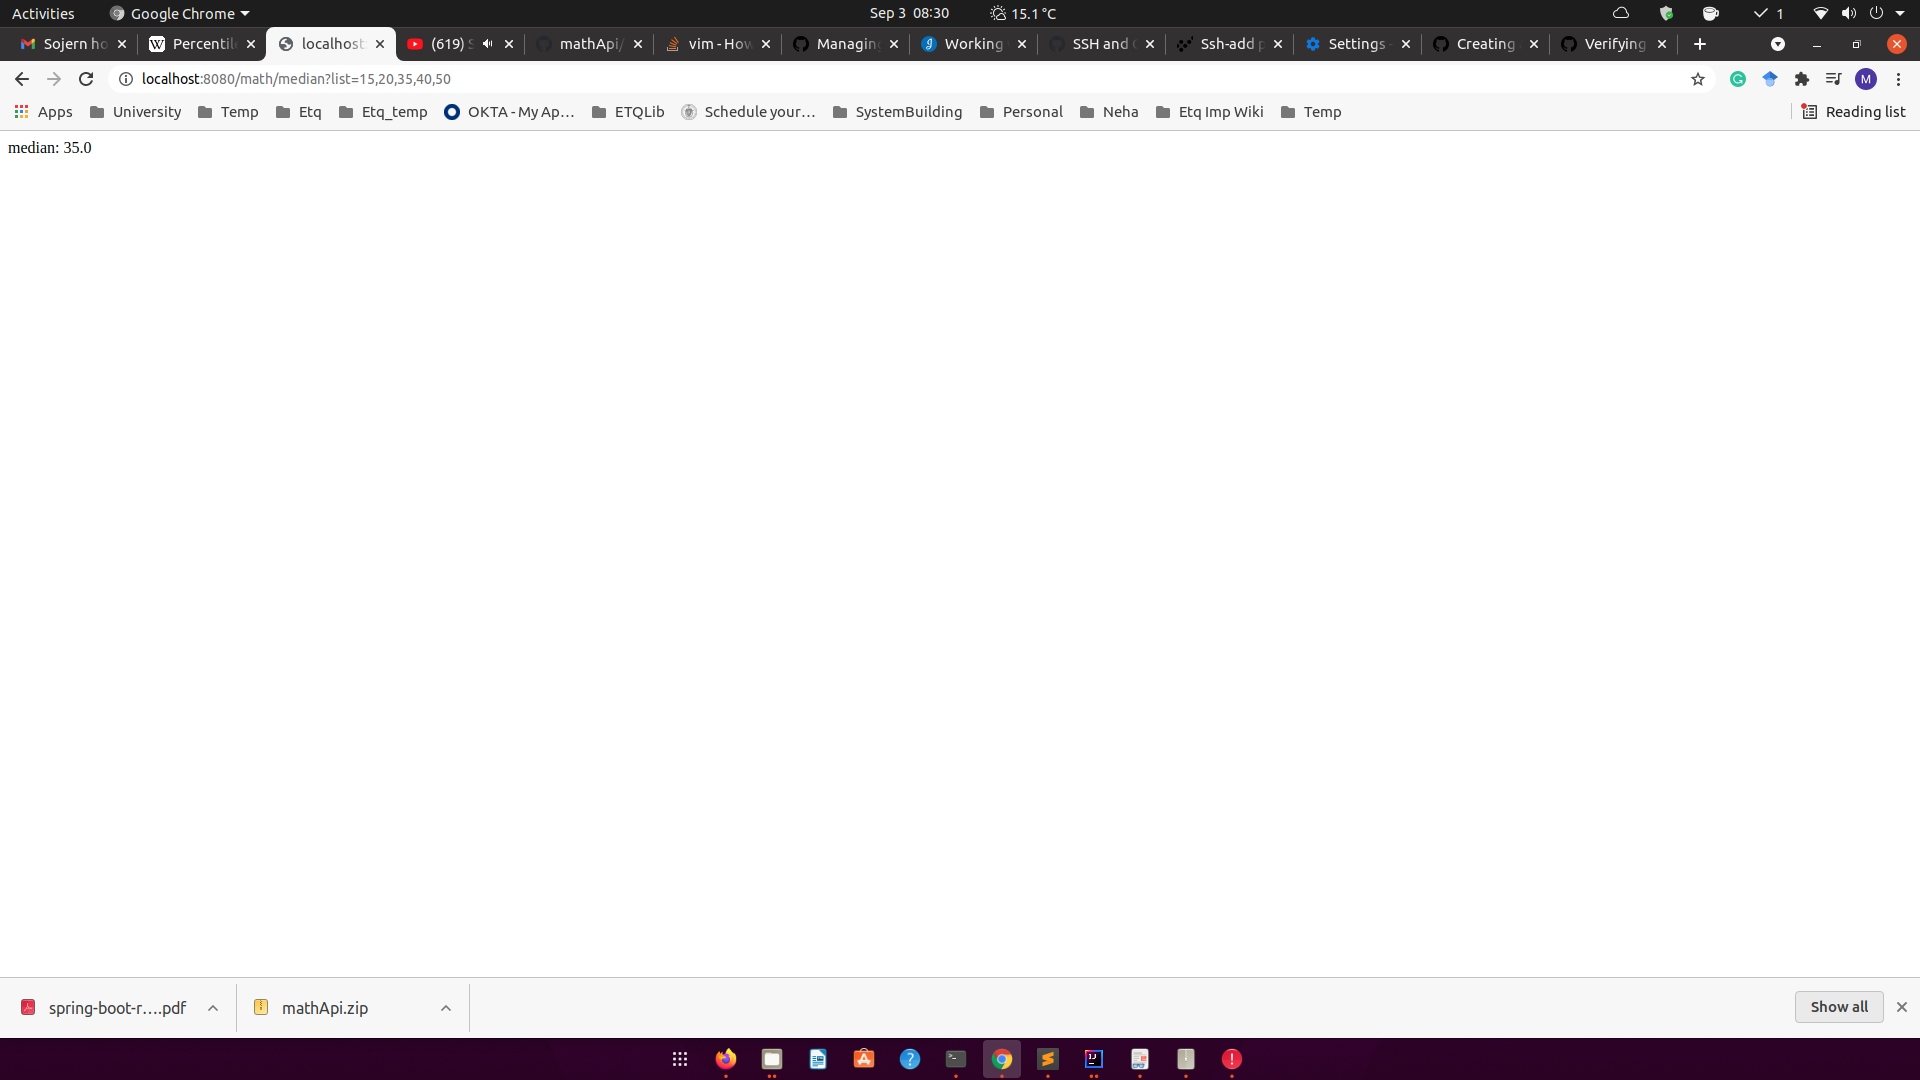 Activities Google Chrome Sep 3 08:30 15.1 °C 1
Sojern ho Percentil localhost (619) S mathApi/ vim - How Managing Working SSH and Ssh-add p Settings - Creating Verifying
localhost:8080/math/median?list=15,20,35,40,50 M
Apps University Temp Etq Etq_temp OKTA - My Ap… ETQLib Schedule your… SystemBuilding Personal Neha Etq Imp Wiki Temp Reading list
median: 35.0
spring-boot-r….pdf mathApi.zip Show all